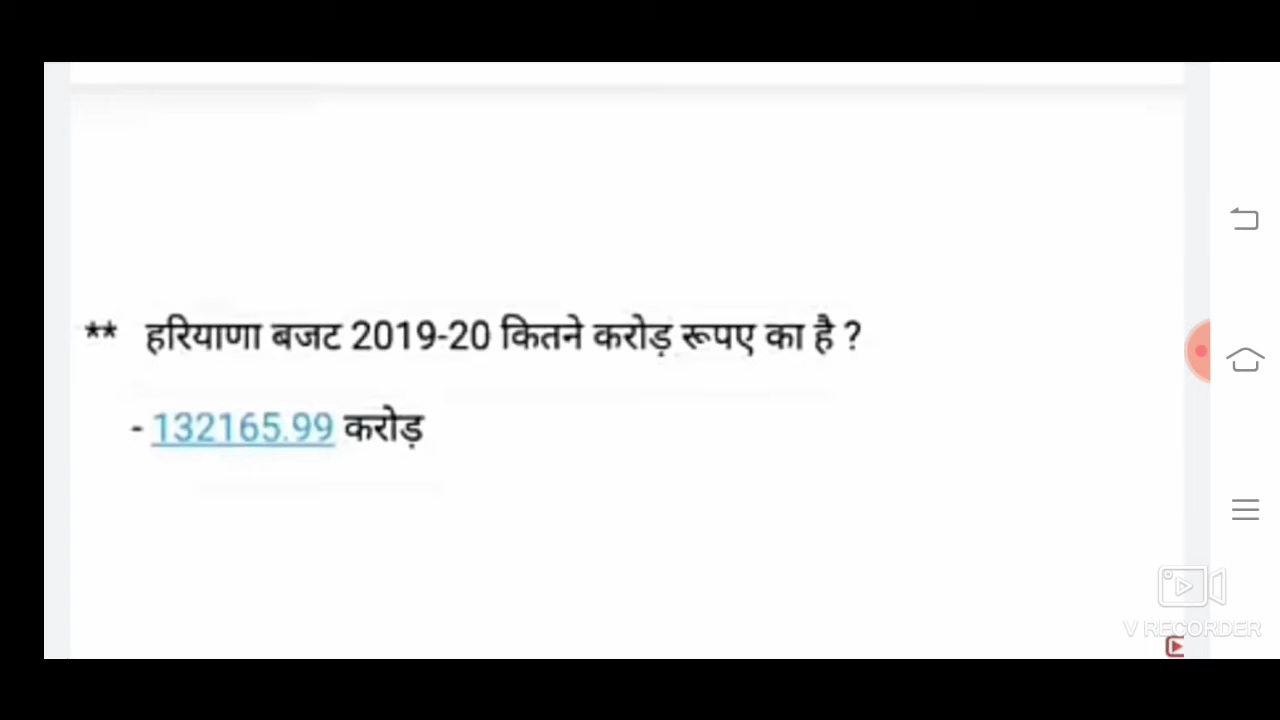 ** हरियाणा बजट 2019-20 कितने करोड़ रूपए का है ?
- 132165.99 करोड़
V RECORDER